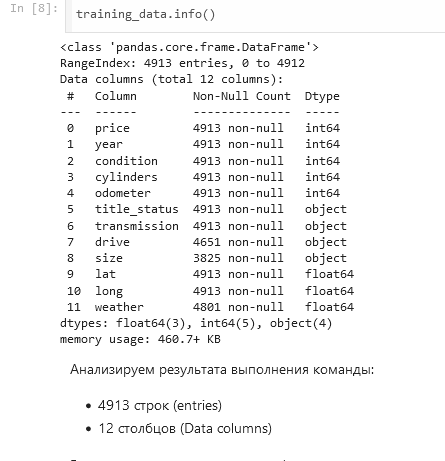 In [8]: training_data.info()
<class 'pandas.core.frame.DataFrame'>
RangeIndex: 4913 entries, 0 to 4912
Data columns (total 12 columns):
# Column Non-Null Count Dtype
--- ------ -------------- -----
0 price 4913 non-null int64
1 year 4913 non-null int64
2 condition 4913 non-null int64
3 cylinders 4913 non-null int64
4 odometer 4913 non-null int64
5 title_status 4913 non-null object
6 transmission 4913 non-null object
7 drive 4651 non-null object
8 size 3825 non-null object
9 lat 4913 non-null float64
10 long 4913 non-null float64
11 weather 4801 non-null float64
dtypes: float64(3), int64(5), object(4)
memory usage: 460.7+ KB
Анализируем результата выполнения команды:
• 4913 строк (entries)
• 12 столбцов (Data columns)